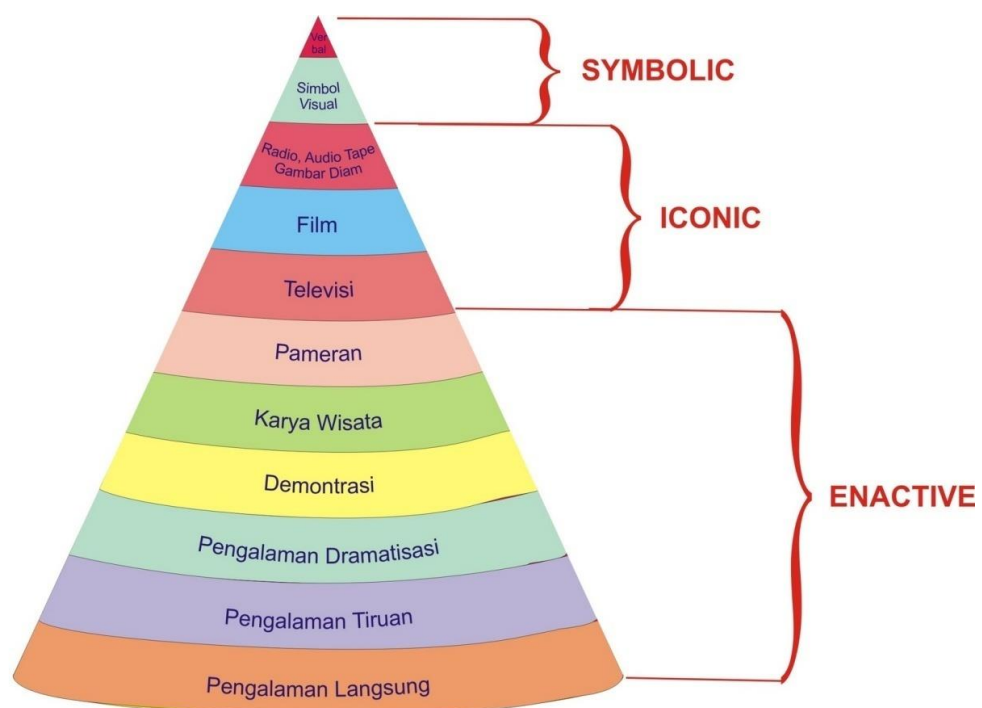 Ver
bal
SYMBOLIC
Simbol
Visual
Radio, Audio Tape
Gambar Diam
ICONIC
Film
Televisi
Pameran
Karya Wisata
Demontrasi
ENACTIVE
Pengalaman Dramatisasi
Pengalaman Tiruan
Pengalaman Langsung